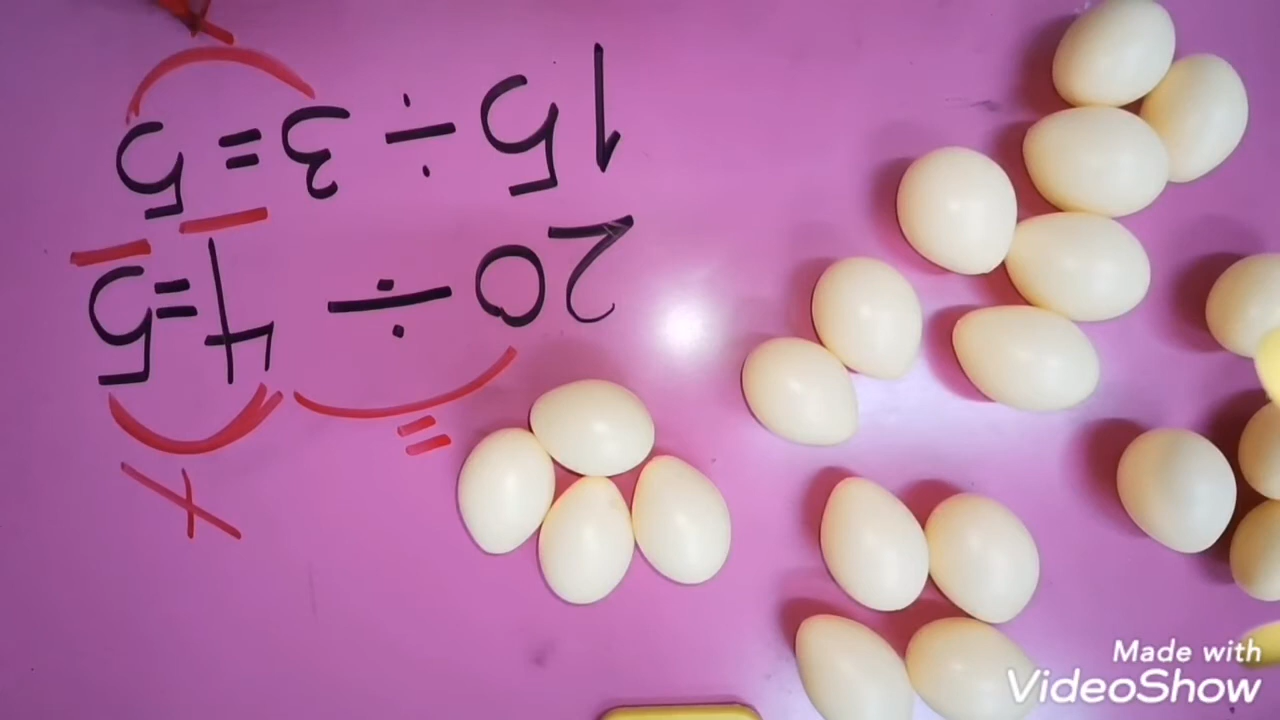 = ×
20 ÷ 4 = 5
15 ÷ 3 = 5
Made with
VideoShow